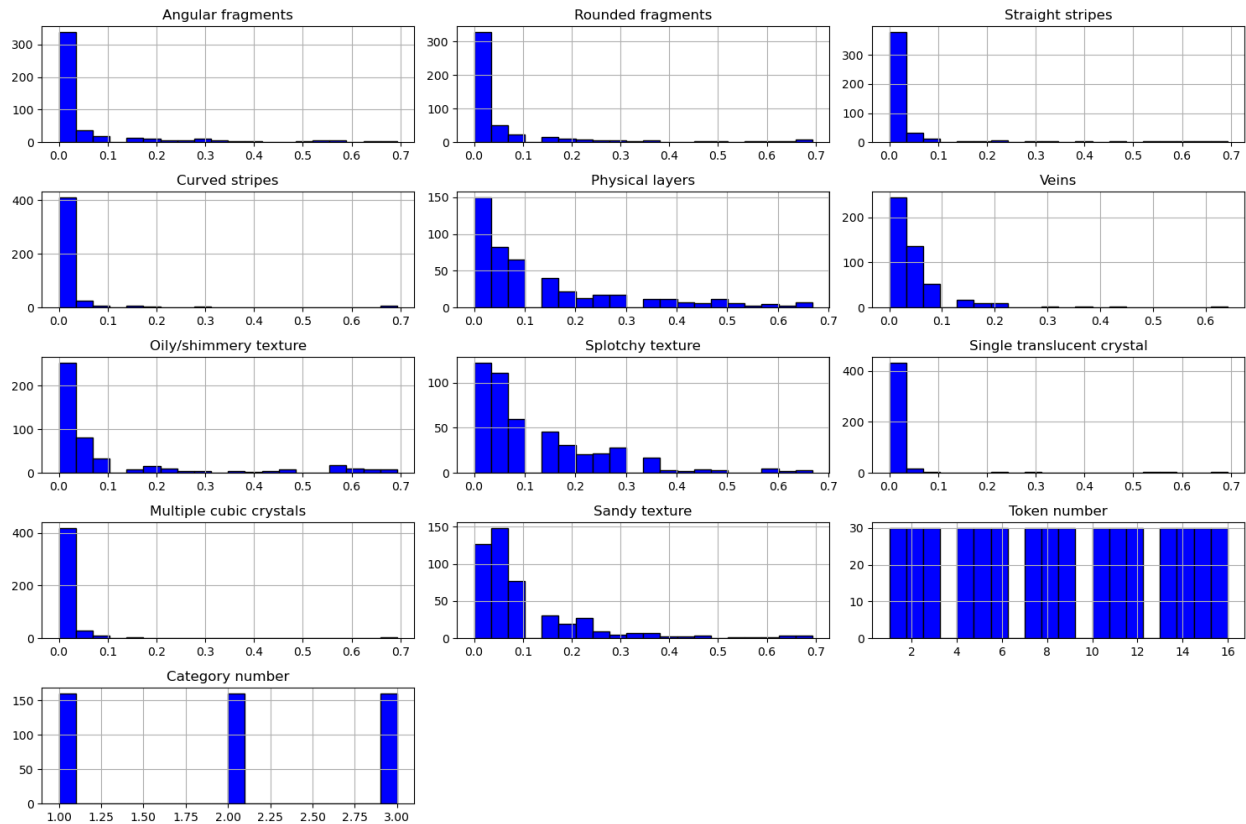 Angular fragments
300
200
100
0
0.0 0.1 0.2 0.3 0.4 0.5 0.6 0.7
Rounded fragments
300
200
100
0
0.0 0.1 0.2 0.3 0.4 0.5 0.6 0.7
Straight stripes
300
200
100
0
0.0 0.1 0.2 0.3 0.4 0.5 0.6 0.7
Curved stripes
400
200
0
0.0 0.1 0.2 0.3 0.4 0.5 0.6 0.7
Physical layers
150
100
50
0
0.0 0.1 0.2 0.3 0.4 0.5 0.6 0.7
Veins
200
100
0
0.0 0.1 0.2 0.3 0.4 0.5 0.6
Oily/shimmery texture
200
100
0
0.0 0.1 0.2 0.3 0.4 0.5 0.6 0.7
Splotchy texture
100
50
0
0.0 0.1 0.2 0.3 0.4 0.5 0.6 0.7
Single translucent crystal
400
200
0
0.0 0.1 0.2 0.3 0.4 0.5 0.6 0.7
Multiple cubic crystals
400
200
0
0.0 0.1 0.2 0.3 0.4 0.5 0.6 0.7
Sandy texture
150
100
50
0
0.0 0.1 0.2 0.3 0.4 0.5 0.6 0.7
Token number
30
20
10
0
2 4 6 8 10 12 14 16
Category number
150
100
50
0
1.00 1.25 1.50 1.75 2.00 2.25 2.50 2.75 3.00